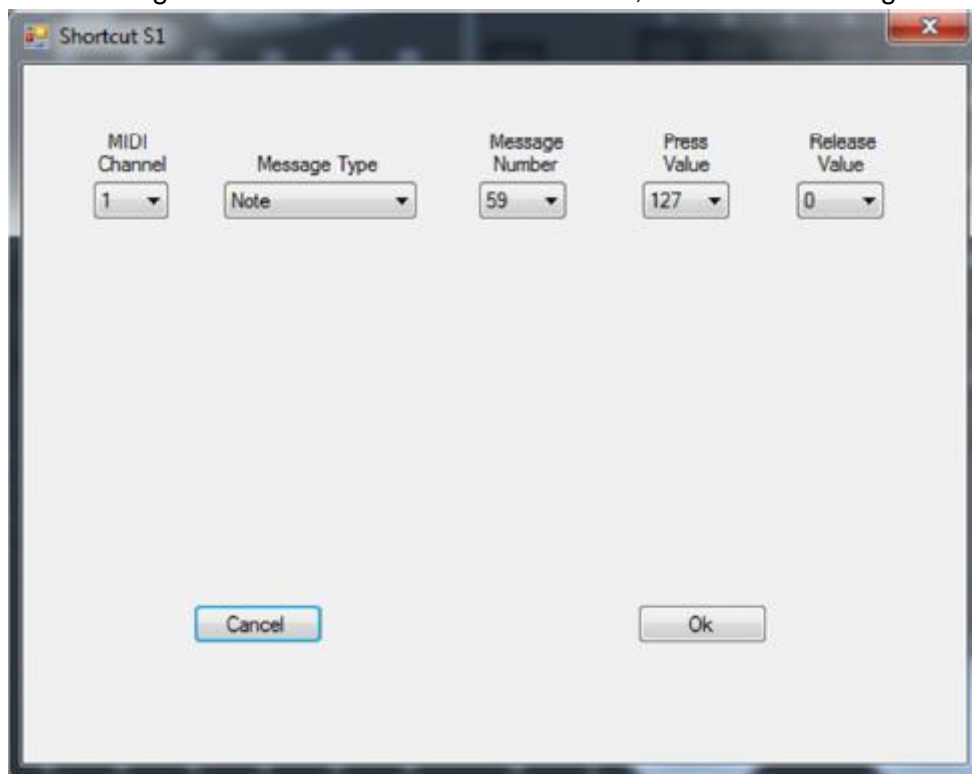 Shortcut S1
MIDI Channel
Message Type
Message Number
Press Value
Release Value
1
Note
59
127
0
Cancel
Ok